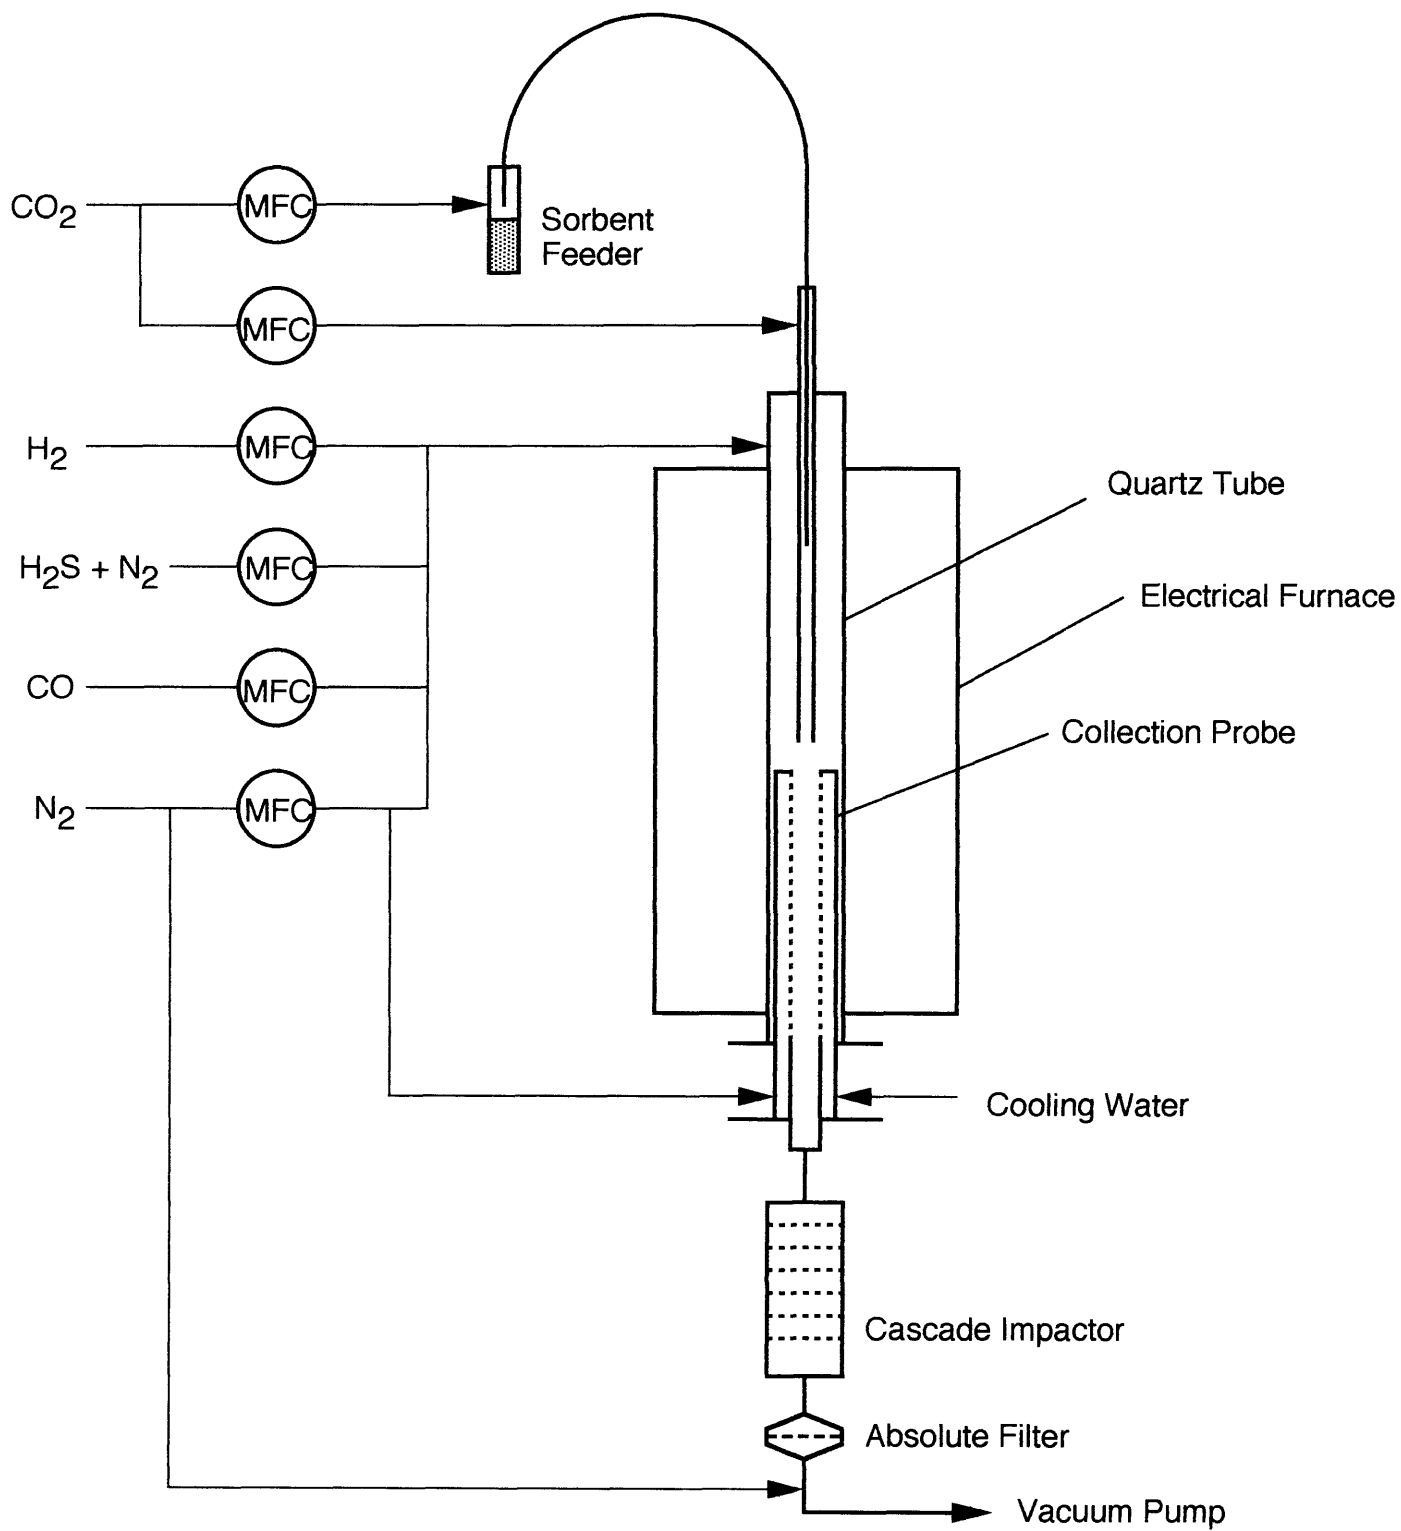 CO2
MFC
Sorbent
Feeder
MFC
H2
MFC
Quartz Tube
H2S + N2
MFC
Electrical Furnace
CO
MFC
Collection Probe
N2
MFC
Cooling Water
Cascade Impactor
Absolute Filter
Vacuum Pump